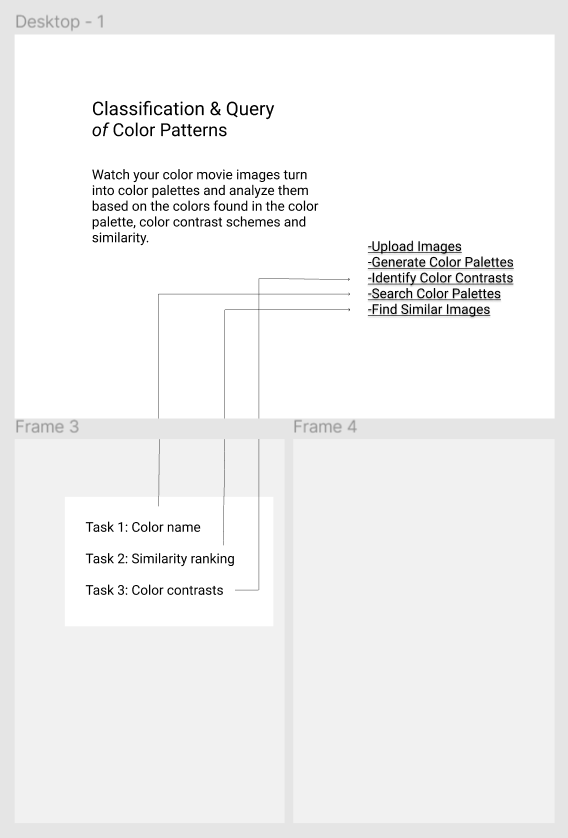 Desktop - 1
Classification & Query
of Color Patterns
Watch your color movie images turn
into color palettes and analyze them
based on the colors found in the color
palette, color contrast schemes and
similarity.
-Upload Images
-Generate Color Palettes
-Identify Color Contrasts
-Search Color Palettes
-Find Similar Images
Frame 3
Frame 4
Task 1: Color name
Task 2: Similarity ranking
Task 3: Color contrasts